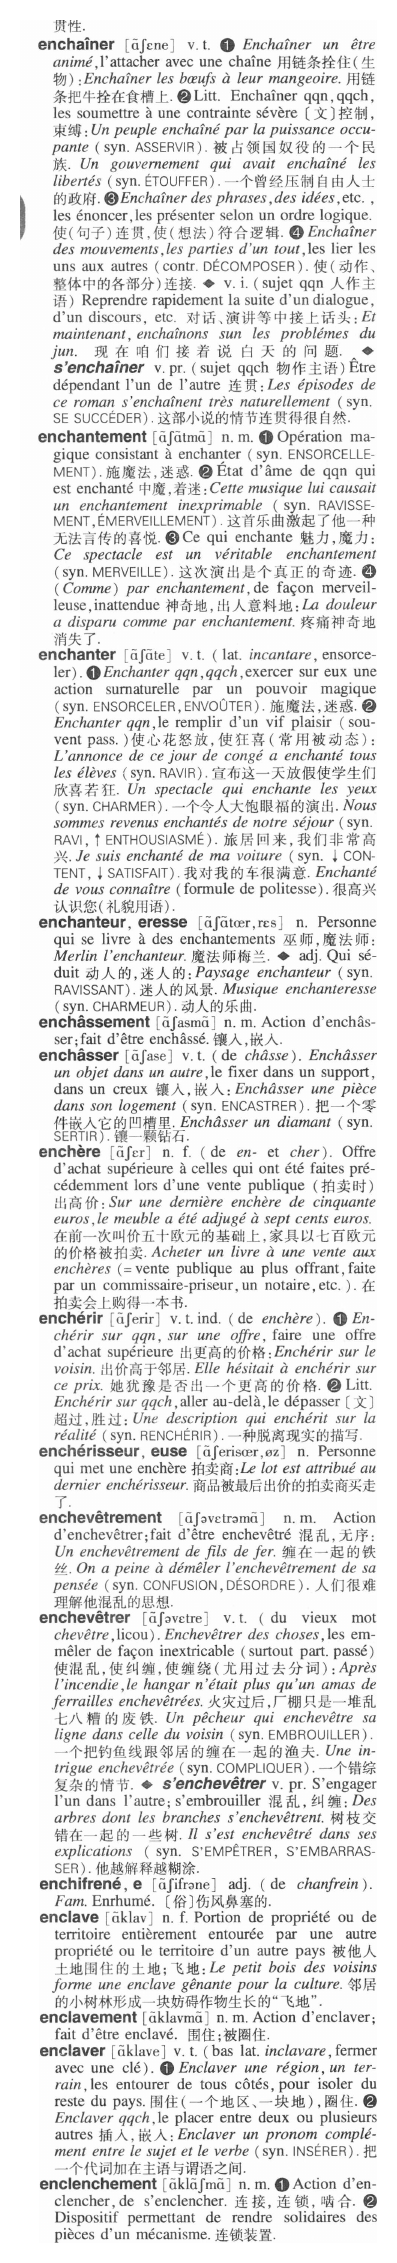 贯性.
enchaîner [ɑ̃ʃɛne] v. t. ❶ Enchaîner un être
animé, l'attacher avec une chaîne 用链条拴住(生
物): Enchaîner les bœufs à leur mangeoire. 用链
条把牛拴在食槽上. ❷ Litt. Enchaîner qqn, qqch,
les soumettre à une contrainte sévère〔文〕控制,
束缚: Un peuple enchaîné par la puissance occu-
pante (syn. ASSERVIR). 被占领国奴役的一个民
族. Un gouvernement qui avait enchaîné les
libertés (syn. ÉTOUFFER). 一个曾经压制自由人士
的政府. ❸ Enchaîner des phrases, des idées, etc. ,
les énoncer, les présenter selon un ordre logique.
使(句子)连贯,使(想法)符合逻辑. ❹ Enchaîner
des mouvements, les parties d'un tout, les lier les
uns aux autres (contr. DÉCOMPOSER). 使(动作、
整体中的各部分)连接. ◆ v. i. (sujet qqn 人作主
语) Reprendre rapidement la suite d'un dialogue,
d'un discours, etc. 对话、演讲等中接上话头: Et
maintenant, enchaînons sun les problémes du
jun. 现在咱们接着说白天的问题. ◆
s'enchaîner v. pr. (sujet qqch 物作主语) Être
dépendant l'un de l'autre 连贯: Les épisodes de
ce roman s'enchaînent très naturellement (syn.
SE SUCCÉDER). 这部小说的情节连贯得很自然.
enchantement [ɑ̃ʃɑ̃tmɑ̃] n. m. ❶ Opération ma-
gique consistant à enchanter (syn. ENSORCELLE-
MENT). 施魔法,迷惑. ❷ État d'âme de qqn qui
est enchanté 中魔,着迷: Cette musique lui causait
un enchantement inexprimable ( syn. RAVISSE-
MENT, ÉMERVEILLEMENT). 这首乐曲激起了他一种
无法言传的喜悦. ❸ Ce qui enchante 魅力,魔力:
Ce spectacle est un véritable enchantement
(syn. MERVEILLE). 这次演出是个真正的奇迹. ❹
(Comme) par enchantement, de façon merveil-
leuse, inattendue 神奇地,出人意料地: La douleur
a disparu comme par enchantement. 疼痛神奇地
消失了.
enchanter [ɑ̃ʃɑ̃te] v. t. ( lat. incantare, ensorce-
ler). ❶ Enchanter qqn, qqch, exercer sur eux une
action surnaturelle par un pouvoir magique
(syn. ENSORCELER, ENVOÛTER). 施魔法,迷惑. ❷
Enchanter qqn, le remplir d'un vif plaisir ( sou-
vent pass. )使心花怒放,使狂喜(常用被动态):
L'annonce de ce jour de congé a enchanté tous
les élèves (syn. RAVIR). 宣布这一天放假使学生们
欣喜若狂. Un spectacle qui enchante les yeux
(syn. CHARMER). 一个令人大饱眼福的演出. Nous
sommes revenus enchantés de notre séjour (syn.
RAVI, ↑ ENTHOUSIASMÉ). 旅居回来,我们非常高
兴. Je suis enchanté de ma voiture (syn. ↓ CON-
TENT, ↓ SATISFAIT). 我对我的车很满意. Enchanté
de vous connaître (formule de politesse). 很高兴
认识您(礼貌用语).
enchanteur, eresse [ɑ̃ʃɑ̃tœr, rɛs] n. Personne
qui se livre à des enchantements 巫师,魔法师:
Merlin l'enchanteur. 魔法师梅兰. ◆ adj. Qui sé-
duit 动人的,迷人的: Paysage enchanteur (syn.
RAVISSANT). 迷人的风景. Musique enchanteresse
(syn. CHARMEUR). 动人的乐曲.
enchâssement [ɑ̃ʃasmɑ̃] n. m. Action d'enchâs-
ser; fait d'être enchâssé. 镶入,嵌入.
enchâsser [ɑ̃ʃase] v. t. ( de châsse). Enchâsser
un objet dans un autre, le fixer dans un support,
dans un creux 镶入,嵌入: Enchâsser une pièce
dans son logement (syn. ENCASTRER). 把一个零
件嵌入它的凹槽里. Enchâsser un diamant (syn.
SERTIR). 镶一颗钻石.
enchère [ɑ̃ʃɛr] n. f. ( de en- et cher). Offre
d'achat supérieure à celles qui ont été faites pré-
cédemment lors d'une vente publique (拍卖时)
出高价: Sur une dernière enchère de cinquante
euros, le meuble a été adjugé à sept cents euros.
在前一次叫价五十欧元的基础上,家具以七百欧元
的价格被拍卖. Acheter un livre à une vente aux
enchères (= vente publique au plus offrant, faite
par un commissaire-priseur, un notaire, etc. ). 在
拍卖会上购得一本书.
enchérir [ɑ̃ʃerir] v. t. ind. ( de enchère). ❶ En-
chérir sur qqn, sur une offre, faire une offre
d'achat supérieure 出更高的价格: Enchérir sur le
voisin. 出价高于邻居. Elle hésitait à enchérir sur
ce prix. 她犹豫是否出一个更高的价格. ❷ Litt.
Enchérir sur qqch, aller au-delà, le dépasser〔文〕
超过,胜过: Une description qui enchérit sur la
réalité (syn. RENCHÉRIR). 一种脱离现实的描写.
enchérisseur, euse [ɑ̃ʃerisœr, øz] n. Personne
qui met une enchère 拍卖商: Le lot est attribué au
dernier enchérisseur. 商品被最后出价的拍卖商买走
了.
enchevêtrement [ɑ̃ʃəvɛtrəmɑ̃] n. m. Action
d'enchevêtrer; fait d'être enchevêtré 混乱,无序:
Un enchevêtrement de fils de fer. 缠在一起的铁
丝. On a peine à démêler l'enchevêtrement de sa
pensée (syn. CONFUSION, DÉSORDRE). 人们很难
理解他混乱的思想.
enchevêtrer [ɑ̃ʃəvɛtre] v. t. ( du vieux mot
chevêtre, licou). Enchevêtrer des choses, les em-
mêler de façon inextricable (surtout part. passé)
使混乱,使纠缠,使缠绕(尤用过去分词): Après
l'incendie, le hangar n'était plus qu'un amas de
ferrailles enchevêtrées. 火灾过后,厂棚只是一堆乱
七八糟的废铁. Un pêcheur qui enchevêtre sa
ligne dans celle du voisin (syn. EMBROUILLER).
一个把钓鱼线跟邻居的缠在一起的渔夫. Une in-
trigue enchevêtrée (syn. COMPLIQUER). 一个错综
复杂的情节. ◆ s'enchevêtrer v. pr. S'engager
l'un dans l'autre; s'embrouiller 混乱,纠缠: Des
arbres dont les branches s'enchevêtrent. 树枝交
错在一起的一些树. Il s'est enchevêtré dans ses
explications ( syn. S'EMPÊTRER, S'EMBARRAS-
SER). 他越解释越糊涂.
enchifrené, e [ɑ̃ʃifrəne] adj. ( de chanfrein).
Fam. Enrhumé.〔俗〕伤风鼻塞的.
enclave [ɑ̃klav] n. f. Portion de propriété ou de
territoire entièrement entourée par une autre
propriété ou le territoire d'un autre pays 被他人
土地围住的土地;飞地: Le petit bois des voisins
forme une enclave gênante pour la culture. 邻居
的小树林形成一块妨碍作物生长的“飞地”.
enclavement [ɑ̃klavmɑ̃] n. m. Action d'enclaver;
fait d'être enclavé. 围住;被圈住.
enclaver [ɑ̃klave] v. t. ( bas lat. inclavare, fermer
avec une clé). ❶ Enclaver une région, un ter-
rain, les entourer de tous côtés, pour isoler du
reste du pays. 围住(一个地区、一块地),圈住. ❷
Enclaver qqch, le placer entre deux ou plusieurs
autres 插入,嵌入: Enclaver un pronom complé-
ment entre le sujet et le verbe (syn. INSÉRER). 把
一个代词加在主语与谓语之间.
enclenchement [ɑ̃klɑ̃ʃmɑ̃] n. m. ❶ Action d'en-
clencher, de s'enclencher. 连接,连锁,啮合. ❷
Dispositif permettant de rendre solidaires des
pièces d'un mécanisme. 连锁装置.